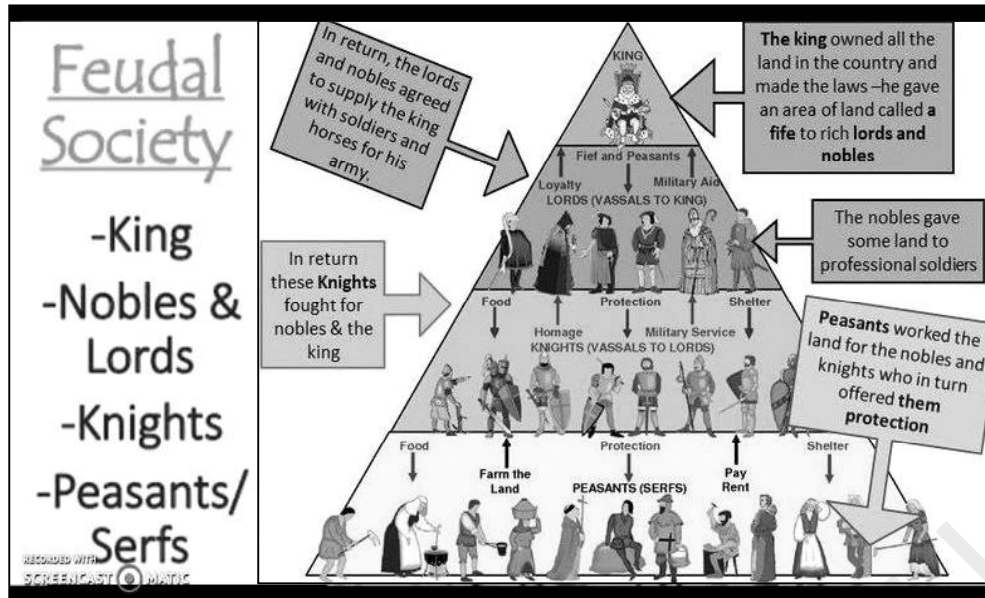 Feudal
Society
-King
-Nobles &
Lords
-Knights
-Peasants/
Serfs
RECORDED WITH
SCREENCAST MATIC
In return, the lords
and nobles agreed
to supply the king
with soldiers and
horses for his
army.
The king owned all the
land in the country and
made the laws –he gave
an area of land called a
fife to rich lords and
nobles
KING
Fief and Peasants
Loyalty
Military Aid
LORDS (VASSALS TO KING)
The nobles gave
some land to
professional soldiers
In return
these Knights
fought for
nobles & the
king
Food
Protection
Shelter
Homage
Military Service
KNIGHTS (VASSALS TO LORDS)
Peasants worked the
land for the nobles and
knights who in turn
offered them
protection
Food
Protection
Shelter
Farm the
Land
Pay
Rent
PEASANTS (SERFS)